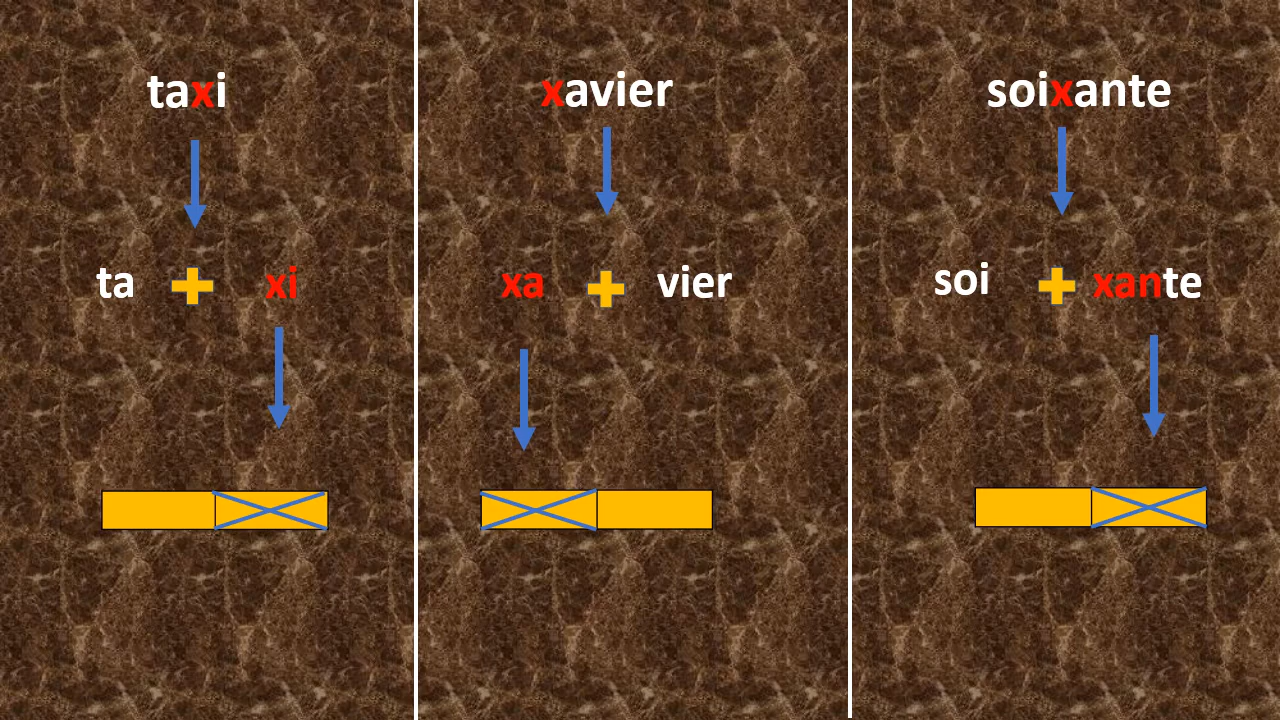 taxi
ta + xi
xavier
xa + vier
soixante
soi + xante